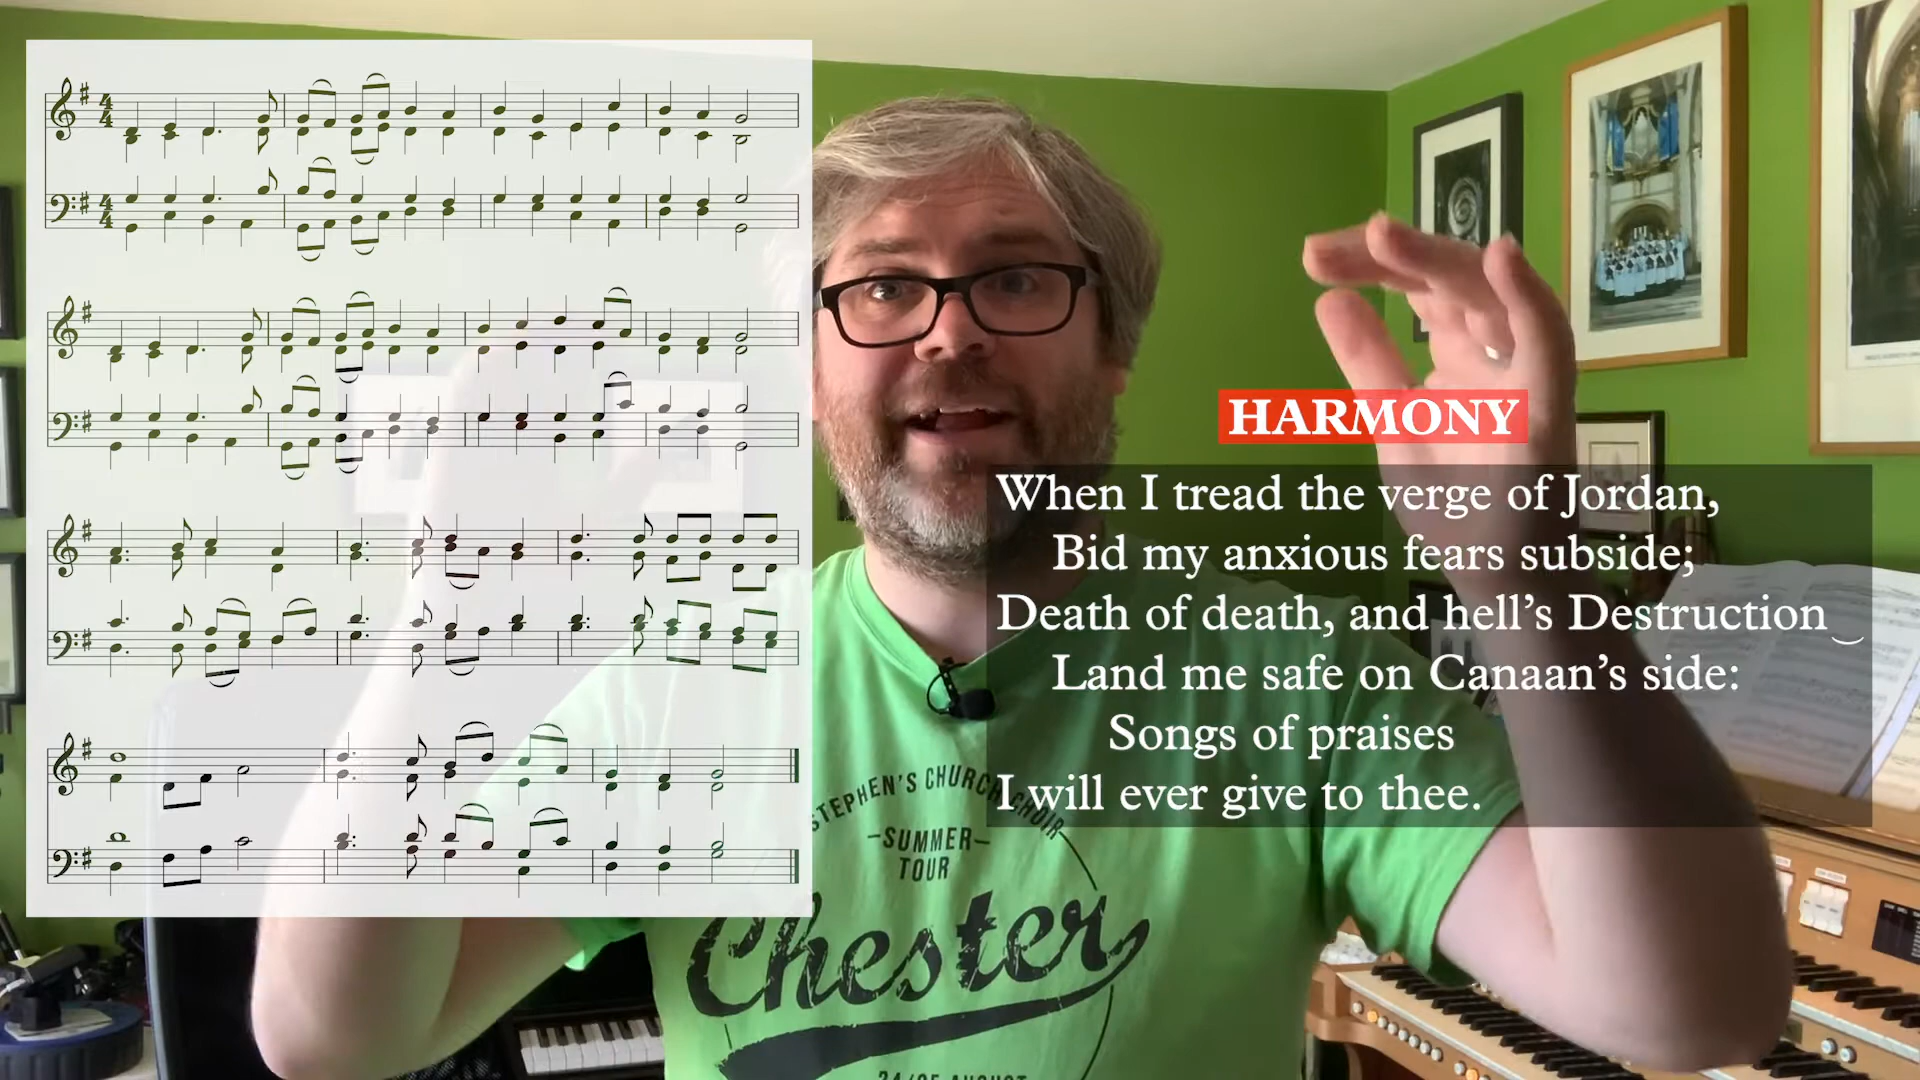 HARMONY
When I tread the verge of Jordan,
Bid my anxious fears subside;
Death of death, and hell’s Destruction
Land me safe on Canaan’s side:
Songs of praises
I will ever give to thee.
STEPHEN'S CHURCH CHOIR
–SUMMER–
TOUR
Chester